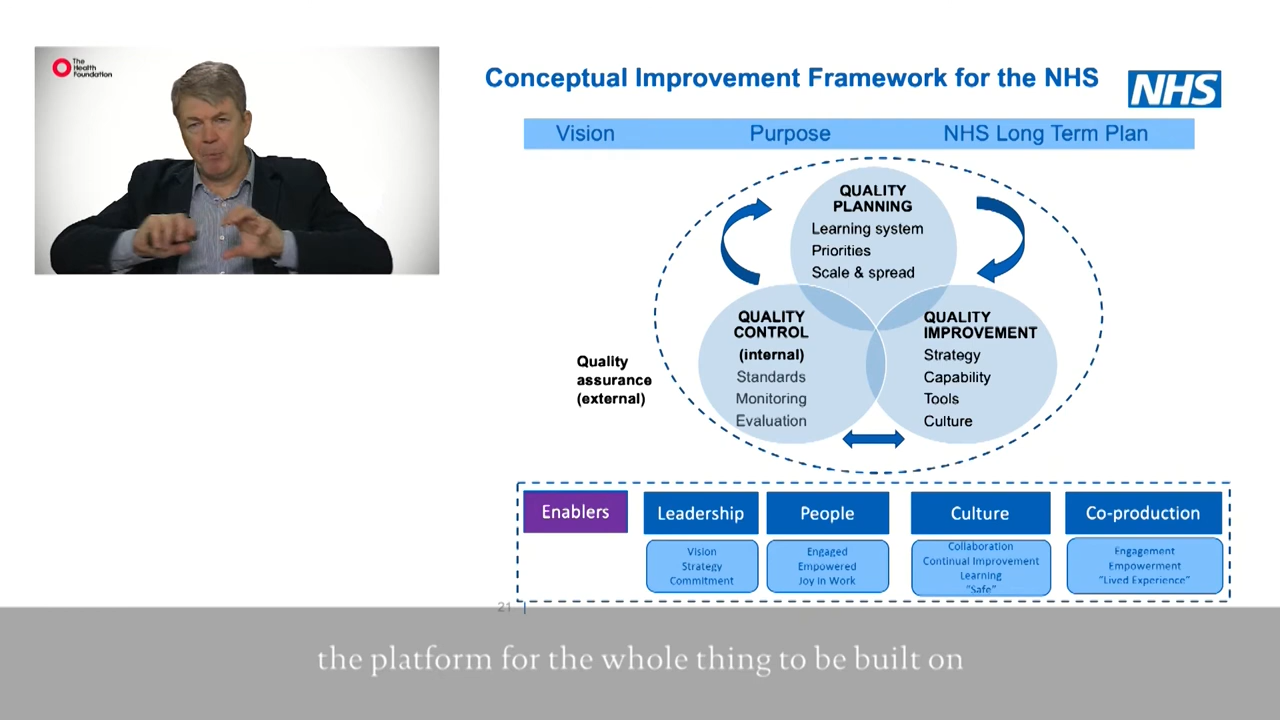 The
Health
Foundation
Conceptual Improvement Framework for the NHS
NHS
Vision
Purpose
NHS Long Term Plan
QUALITY
PLANNING
Learning system
Priorities
Scale & spread
QUALITY
CONTROL
(internal)
Standards
Monitoring
Evaluation
QUALITY
IMPROVEMENT
Strategy
Capability
Tools
Culture
Quality
assurance
(external)
Enablers
Leadership
Vision
Strategy
Commitment
People
Engaged
Empowered
Joy in Work
Culture
Collaboration
Continual Improvement
Learning
"Safe"
Co-production
Engagement
Empowerment
"Lived Experience"
21
the platform for the whole thing to be built on